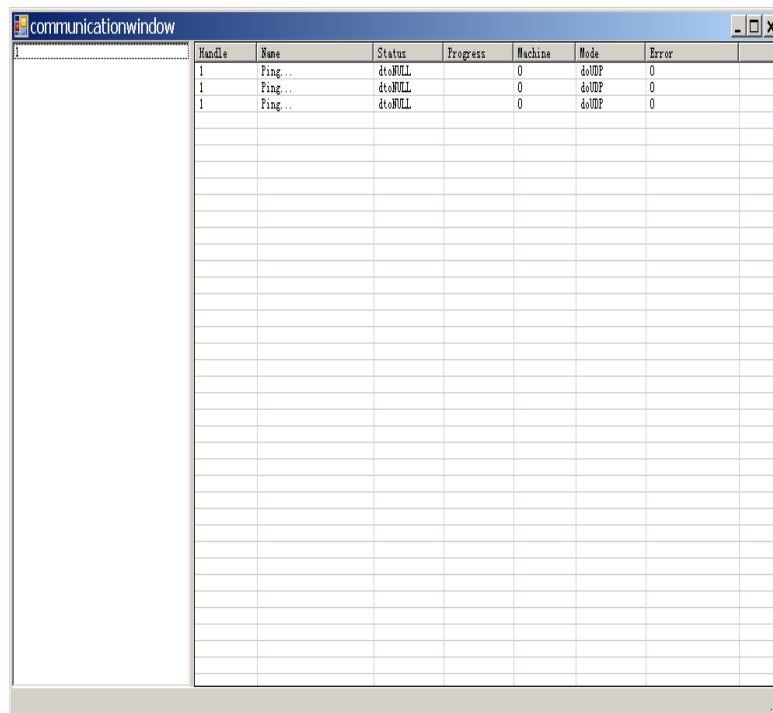 communicationwindow
1
Handle Name Status Progress Machine Mode Error
1 Ping... dtoNULL 0 doUDP 0
1 Ping... dtoNULL 0 doUDP 0
1 Ping... dtoNULL 0 doUDP 0